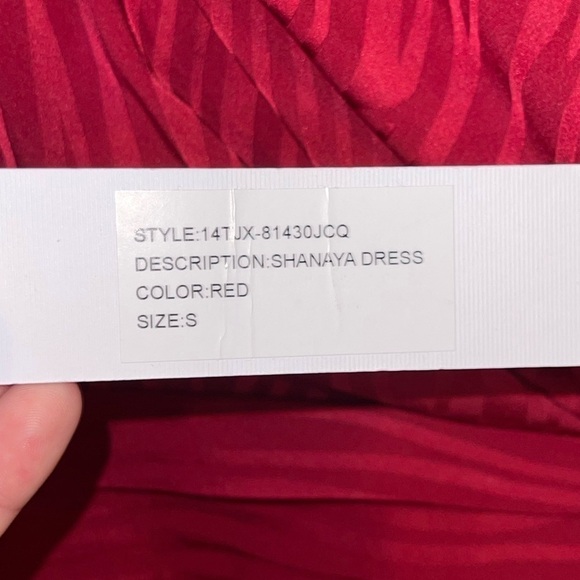 STYLE:14TJX-81430JCQ
DESCRIPTION:SHANAYA DRESS
COLOR:RED
SIZE:S